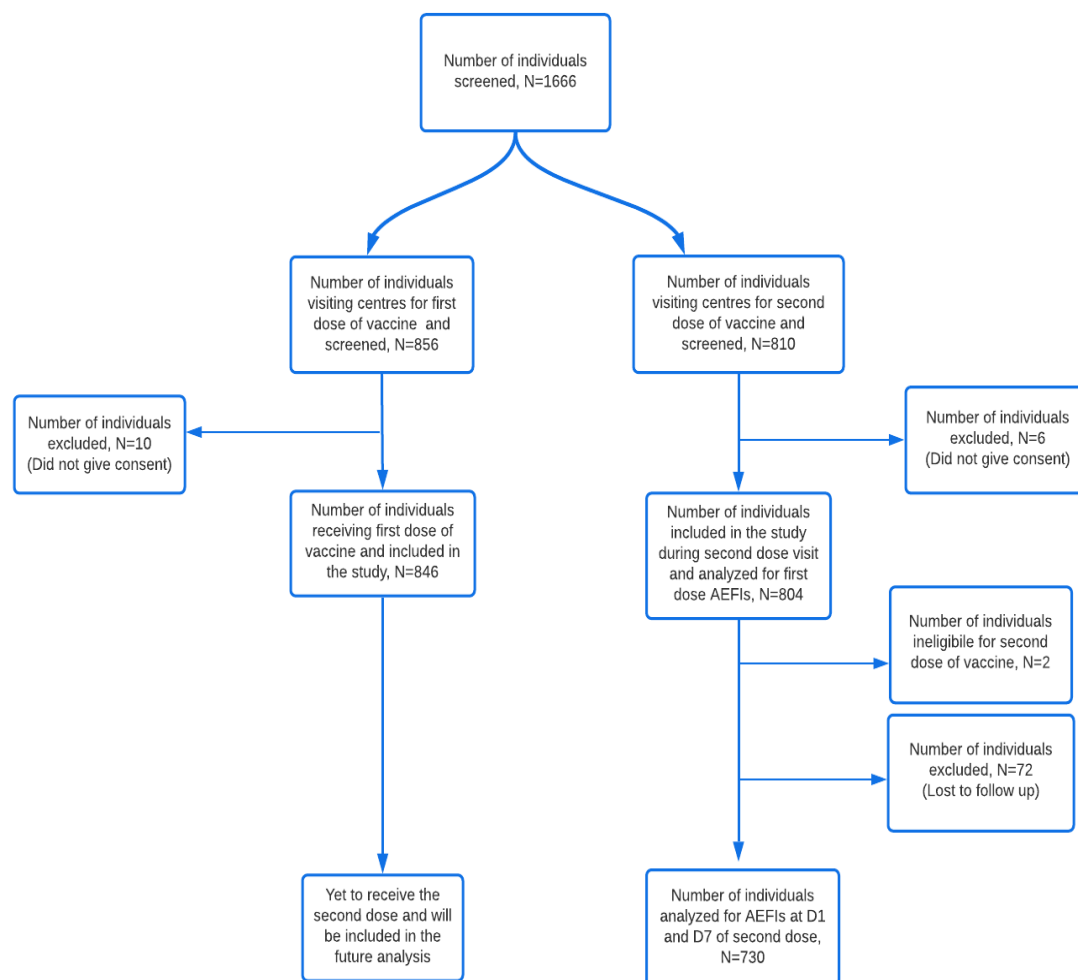 Number of individuals
screened, N=1666
Number of individuals
visiting centres for first
dose of vaccine and
screened, N=856
Number of individuals
visiting centres for second
dose of vaccine and
screened, N=810
Number of individuals
excluded, N=10
(Did not give consent)
Number of individuals
excluded, N=6
(Did not give consent)
Number of individuals
receiving first dose of
vaccine and included in
the study, N=846
Number of individuals
included in the study
during second dose visit
and analyzed for first
dose AEFIs, N=804
Number of individuals
ineligibile for second
dose of vaccine, N=2
Number of individuals
excluded, N=72
(Lost to follow up)
Yet to receive the
second dose and will
be included in the
future analysis
Number of individuals
analyzed for AEFIs at D1
and D7 of second dose,
N=730